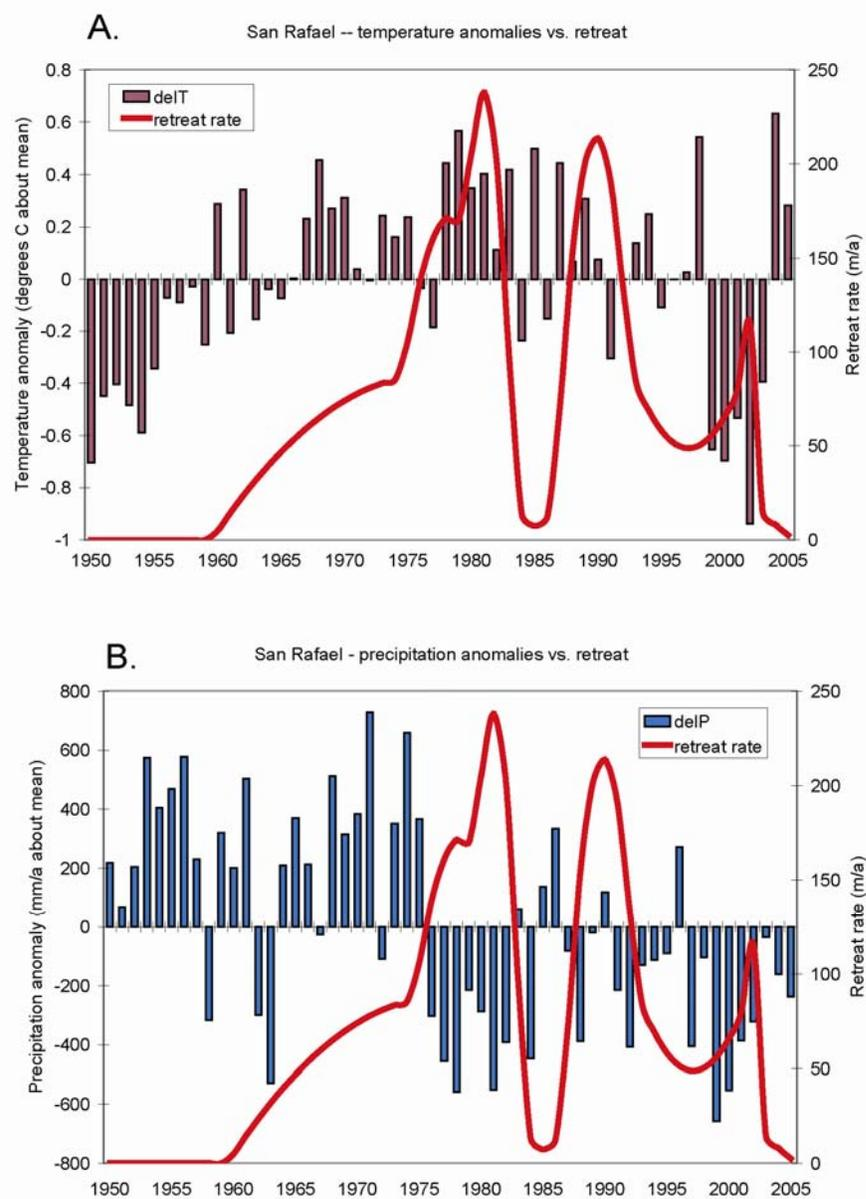 A.
San Rafael -- temperature anomalies vs. retreat
delT
retreat rate
Temperature anomaly (degrees C about mean)
0.8
0.6
0.4
0.2
0
-0.2
-0.4
-0.6
-0.8
-1
250
200
150
100
50
0
Retreat rate (m/a)
1950 1955 1960 1965 1970 1975 1980 1985 1990 1995 2000 2005
B.
San Rafael - precipitation anomalies vs. retreat
delP
retreat rate
Precipitation anomaly (mm/a about mean)
800
600
400
200
0
-200
-400
-600
-800
250
200
150
100
50
0
Retreat rate (m/a)
1950 1955 1960 1965 1970 1975 1980 1985 1990 1995 2000 2005